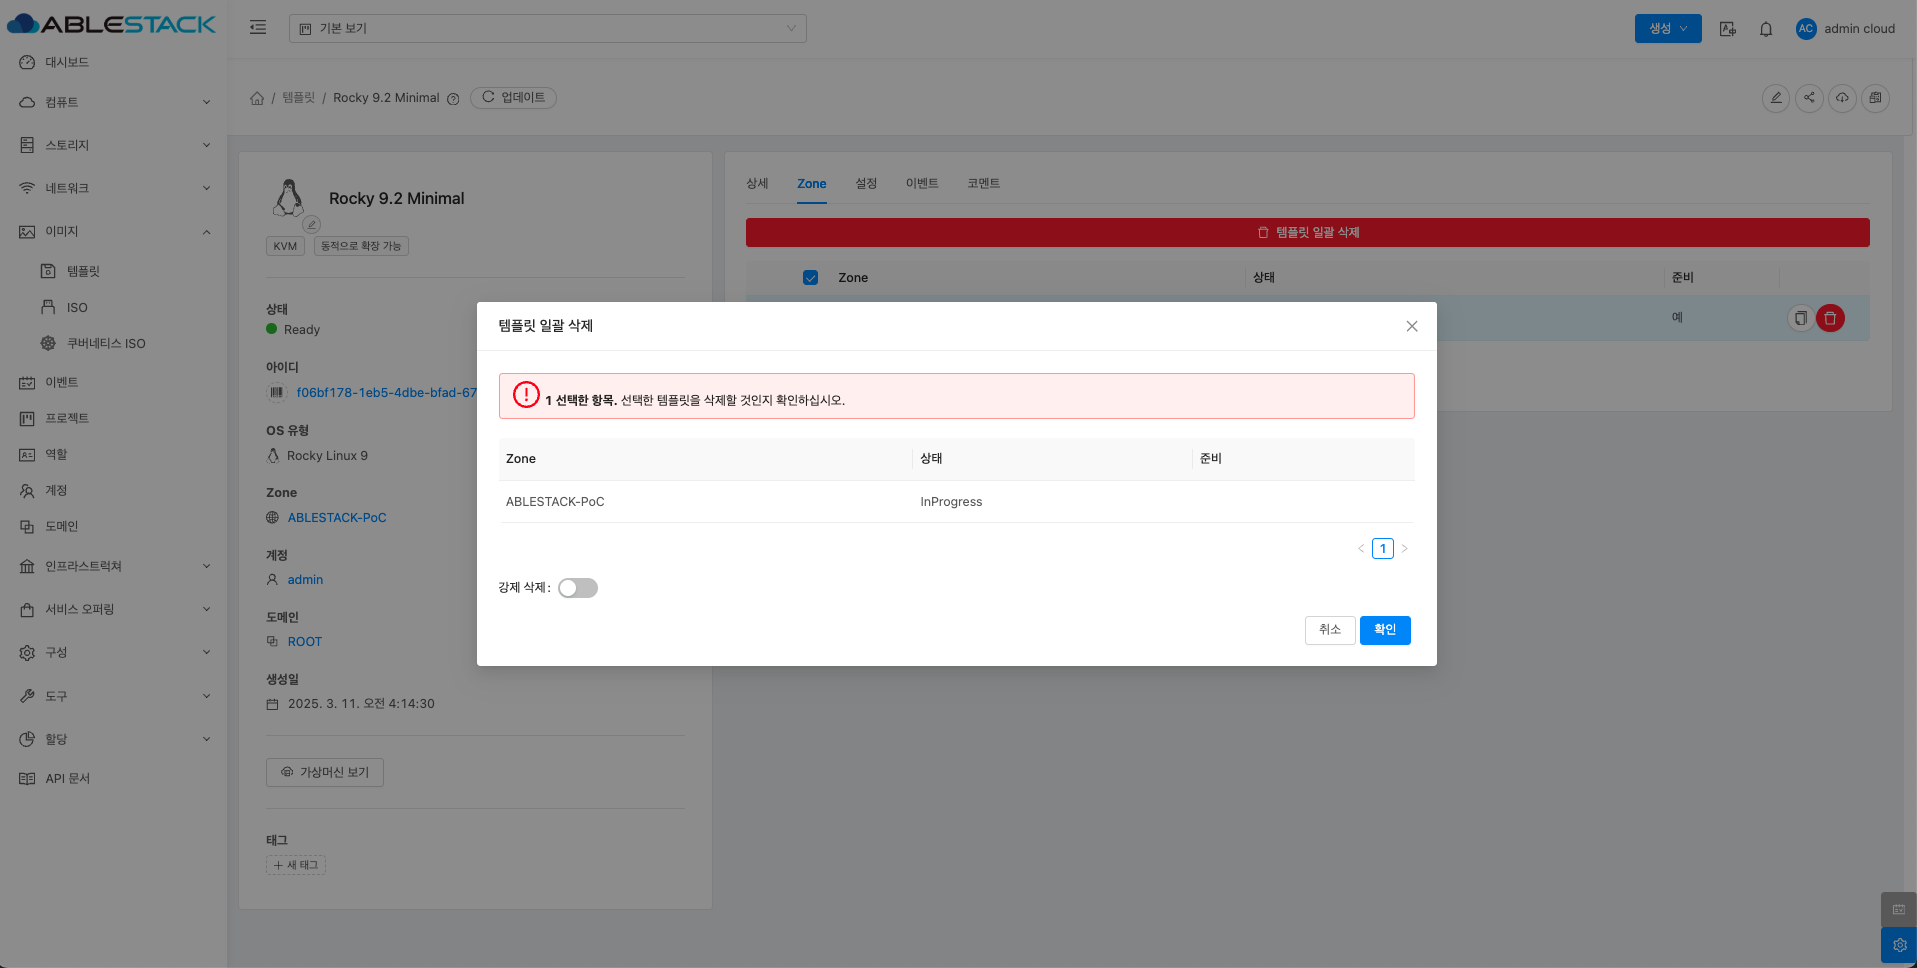 ABLESTACK
기본 보기
생성
AC
admin cloud
대시보드
컴퓨트
스토리지
네트워크
이미지
템플릿
ISO
쿠버네티스 ISO
이벤트
프로젝트
역할
계정
도메인
인프라스트럭쳐
서비스 오퍼링
구성
도구
할당
API 문서
/ 템플릿 / Rocky 9.2 Minimal
업데이트
Rocky 9.2 Minimal
KVM
동적으로 확장 가능
상태
Ready
아이디
f06bf178-1eb5-4dbe-bfad-67
OS 유형
Rocky Linux 9
Zone
ABLESTACK-PoC
계정
admin
도메인
ROOT
생성일
2025. 3. 11. 오전 4:14:30
가상머신 보기
태그
+ 새 태그
상세 Zone 설정 이벤트 코멘트
템플릿 일괄 삭제
Zone 상태 준비
예
템플릿 일괄 삭제
1 선택한 항목. 선택한 템플릿을 삭제할 것인지 확인하십시오.
Zone 상태 준비
ABLESTACK-PoC InProgress
< 1 >
강제 삭제:
취소 확인